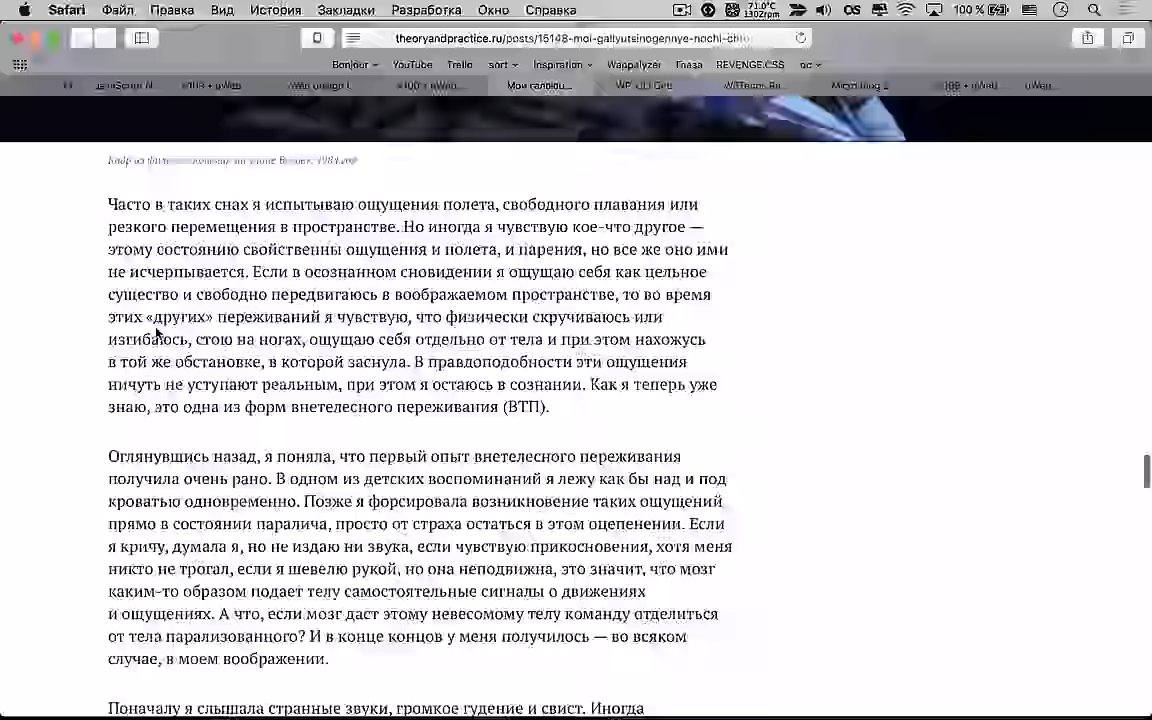 Safari Файл Правка Вид История Закладки Разработка Окно Справка 71.0°C 1302rpm OS 100 %
theoryandpractice.ru/posts/15148-moi-gallyutsinogennye-nochi-chto
Bonjour YouTube Trello sort Inspiration Wappalyzer Глаза REVENGE.CSS
Часто в таких снах я испытываю ощущения полета, свободного плавания или
резкого перемещения в пространстве. Но иногда я чувствую кое-что другое —
этому состоянию свойственны ощущения и полета, и парения, но все же оно ими
не исчерпывается. Если в осознанном сновидении я ощущаю себя как цельное
существо и свободно передвигаюсь в воображаемом пространстве, то во время
этих «других» переживаний я чувствую, что физически скручиваюсь или
изгибаюсь, стою на ногах, ощущаю себя отдельно от тела и при этом нахожусь
в той же обстановке, в которой заснула. В правдоподобности эти ощущения
ничуть не уступают реальным, при этом я остаюсь в сознании. Как я теперь уже
знаю, это одна из форм внетелесного переживания (ВТП).
Оглянувшись назад, я поняла, что первый опыт внетелесного переживания
получила очень рано. В одном из детских воспоминаний я лежу как бы над и под
кроватью одновременно. Позже я форсировала возникновение таких ощущений
прямо в состоянии паралича, просто от страха остаться в этом оцепенении. Если
я кричу, думала я, но не издаю ни звука, если чувствую прикосновения, хотя меня
никто не трогал, если я шевелю рукой, но она неподвижна, это значит, что мозг
каким-то образом подает телу самостоятельные сигналы о движениях
и ощущениях. А что, если мозг даст этому невесомому телу команду отделиться
от тела парализованного? И в конце концов у меня получилось — во всяком
случае, в моем воображении.
Поначалу я слышала странные звуки, громкое гудение и свист. Иногда